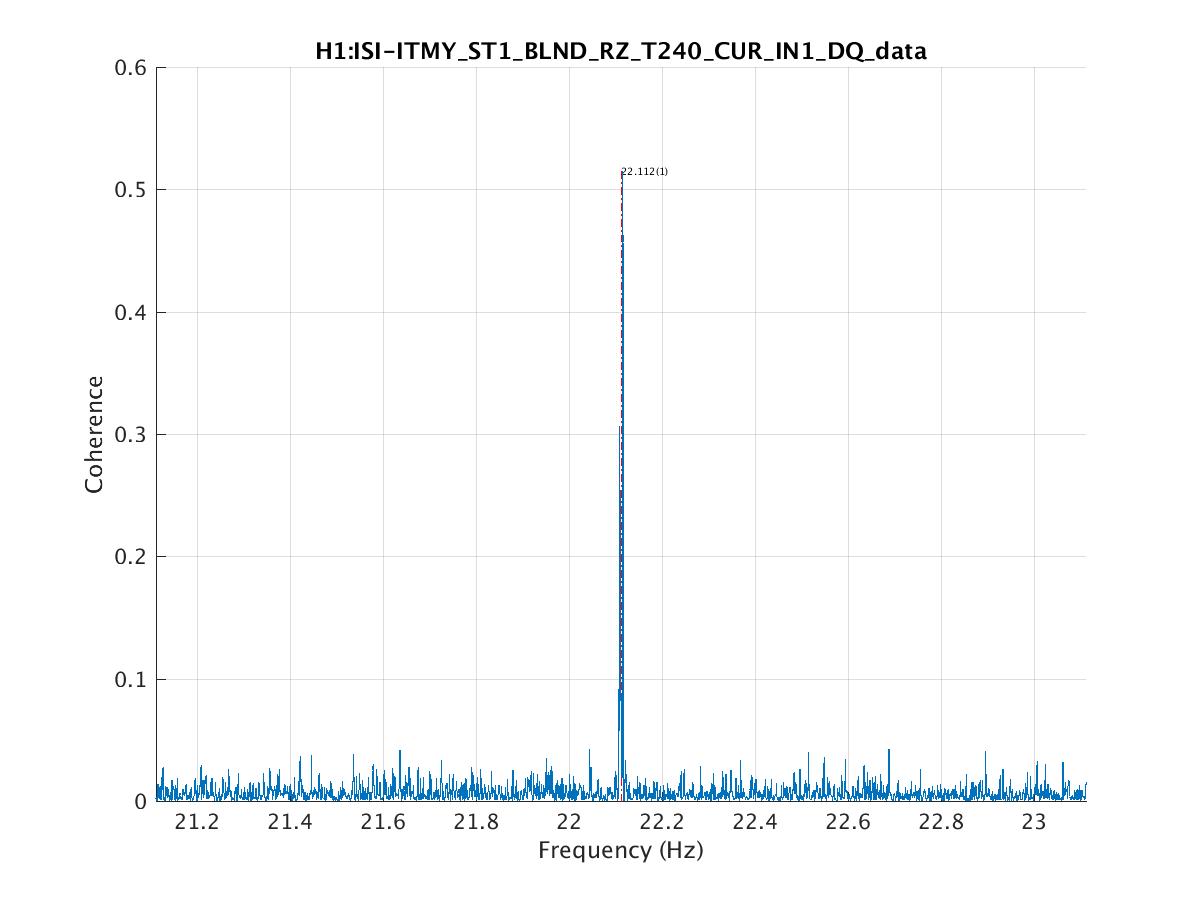 H1:ISI-ITMY_ST1_BLND_RZ_T240_CUR_IN1_DQ_data
0.6
22.112(1)
0.5
0.4
0.3
0.2
0.1
0
Coherence
21.2 21.4 21.6 21.8 22 22.2 22.4 22.6 22.8 23
Frequency (Hz)